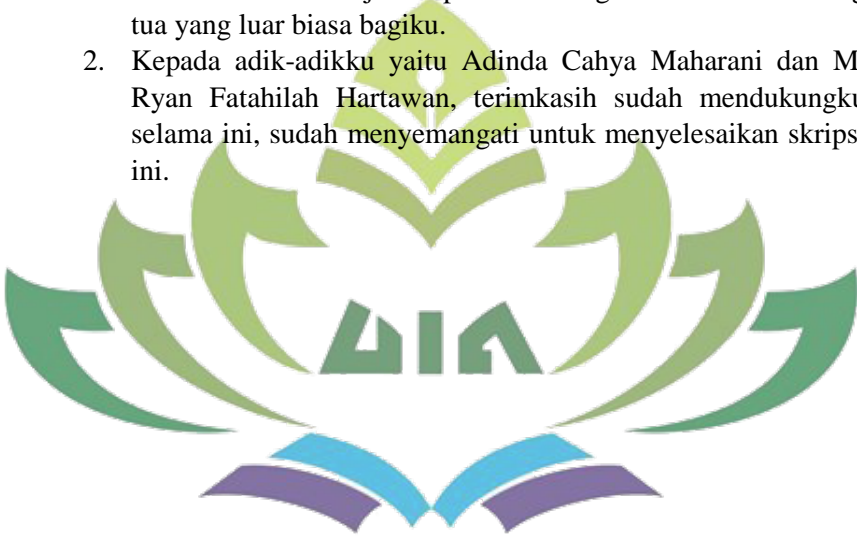 tua yang luar biasa bagiku.
2. Kepada adik-adikku yaitu Adinda Cahya Maharani dan M
Ryan Fatahilah Hartawan, terimkasih sudah mendukungku
selama ini, sudah menyemangati untuk menyelesaikan skrips
ini.
UIN